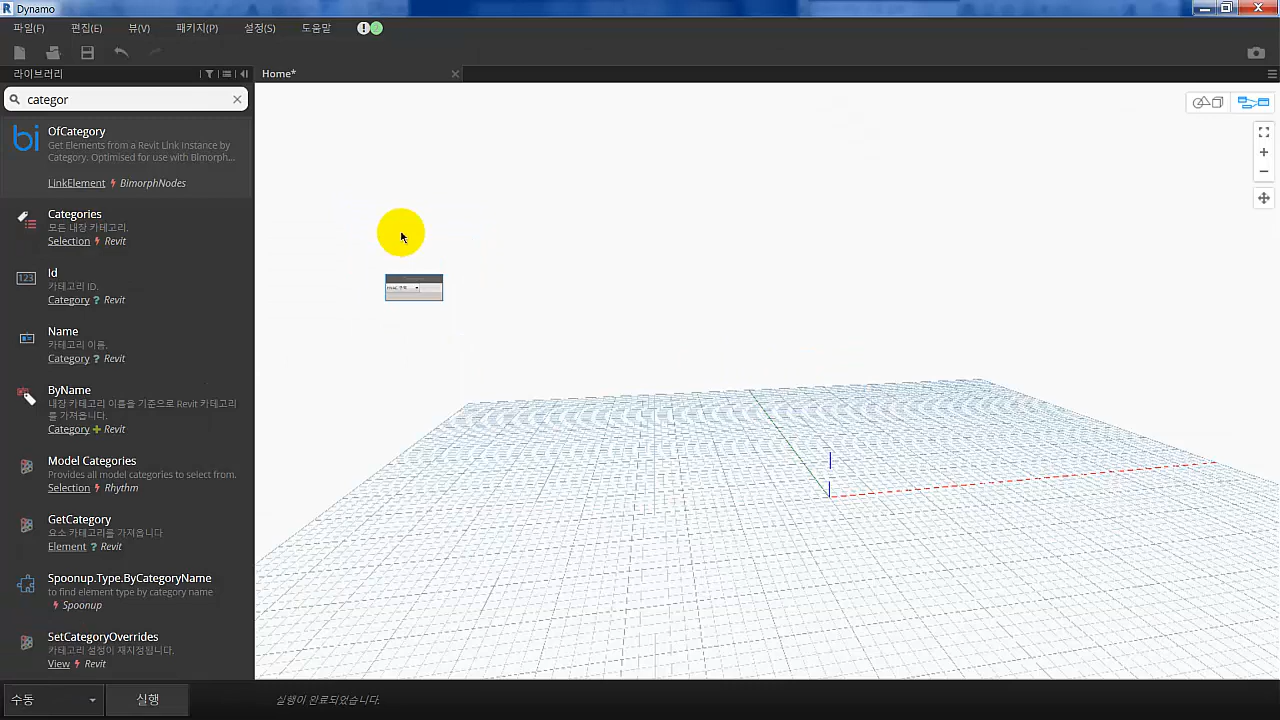 Dynamo
파일(F) 편집(E) 뷰(V) 패키지(P) 설정(S) 도움말
라이브러리
Home*
categor
bi
OfCategory
Get Elements from a Revit Link Instance by
Category. Optimised for use with Bimorph...
LinkElement BimorphNodes
Categories
모든 내장 카테고리.
Selection Revit
123
Id
카테고리 ID.
Category ? Revit
Name
카테고리 이름.
Category ? Revit
ByName
내장 카테고리 이름을 기준으로 Revit 카테고리
를 가져옵니다.
Category + Revit
Model Categories
Provides all model categories to select from.
Selection Rhythm
GetCategory
요소 카테고리를 가져옵니다
Element ? Revit
Spoonup.Type.ByCategoryName
to find element type by category name
Spoonup
SetCategoryOverrides
카테고리 설정이 재지정됩니다.
View Revit
수동
실행
실행이 완료되었습니다.